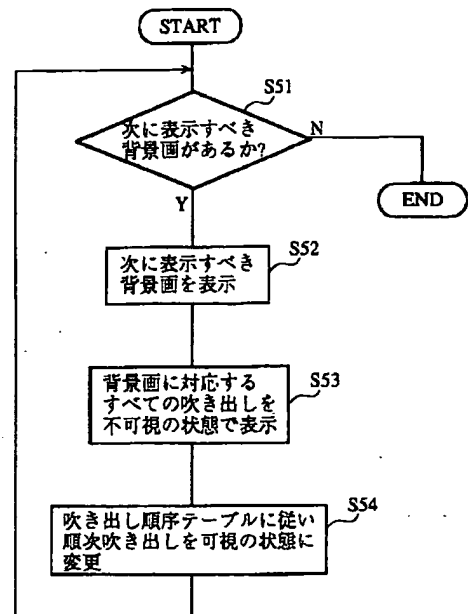 START
S51
次に表示すべき
背景画があるか?
N
Y
END
S52
次に表示すべき
背景画を表示
S53
背景画に対応する
すべての吹き出しを
不可視の状態で表示
S54
吹き出し順序テーブルに従い
順次吹き出しを可視の状態に
変更